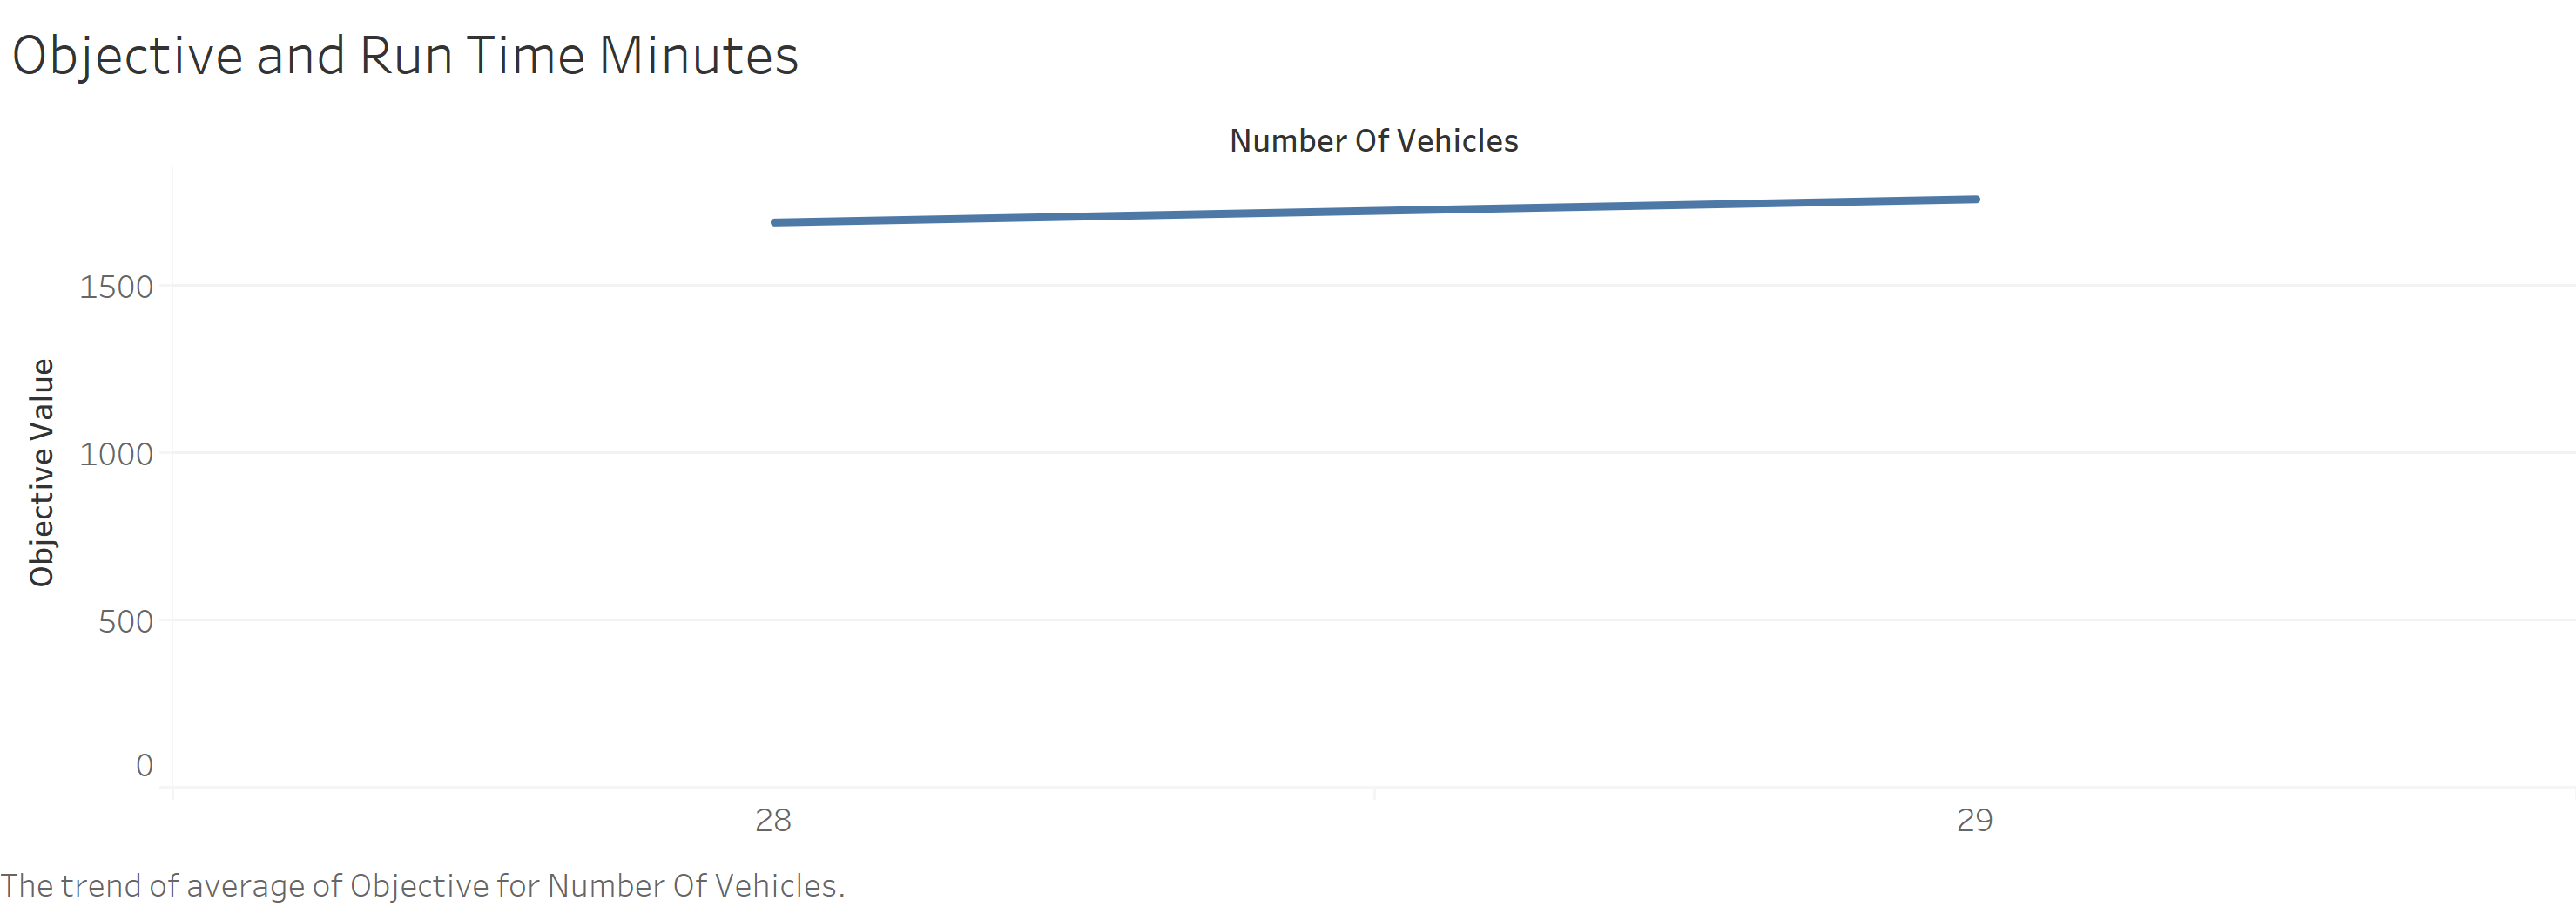 Objective and Run Time Minutes
Number Of Vehicles
Objective Value
1500
1000
500
0
28 29
The trend of average of Objective for Number Of Vehicles.